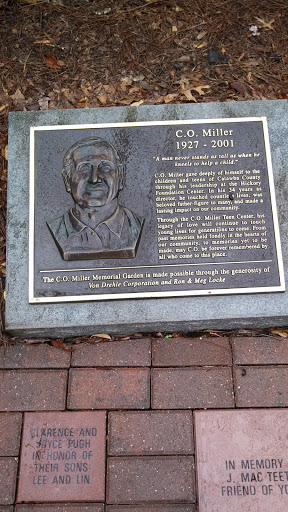 C.O. Miller
1927 - 2001
"A man never stands as tall as when he
kneels to help a child."
C.O. Miller gave deeply of himself to the
children and teens of Catawba County
through his leadership at the Hickory
Foundation Center. In his 34 years as
director, he touched countless lives, was
beloved father figure to many, and made a
lasting impact on our community.
Through the C.O. Miller Teen Center, his
legacy of love will continue to touch
young lives for generations to come. From
past memories held fondly in the hearts of
our community, to memories yet to be
made, may C.O. be forever remembered by
all who come to this place.
The C.O. Miller Memorial Garden is made possible through the generosity of
Von Drehle Corporation and Ron & Meg Locke
CLARENCE AND
JOYCE PUGH
IN HONOR OF
THEIR SONS
LEE AND LIN
IN MEMORY
J. MAC TEET
FRIEND OF YO